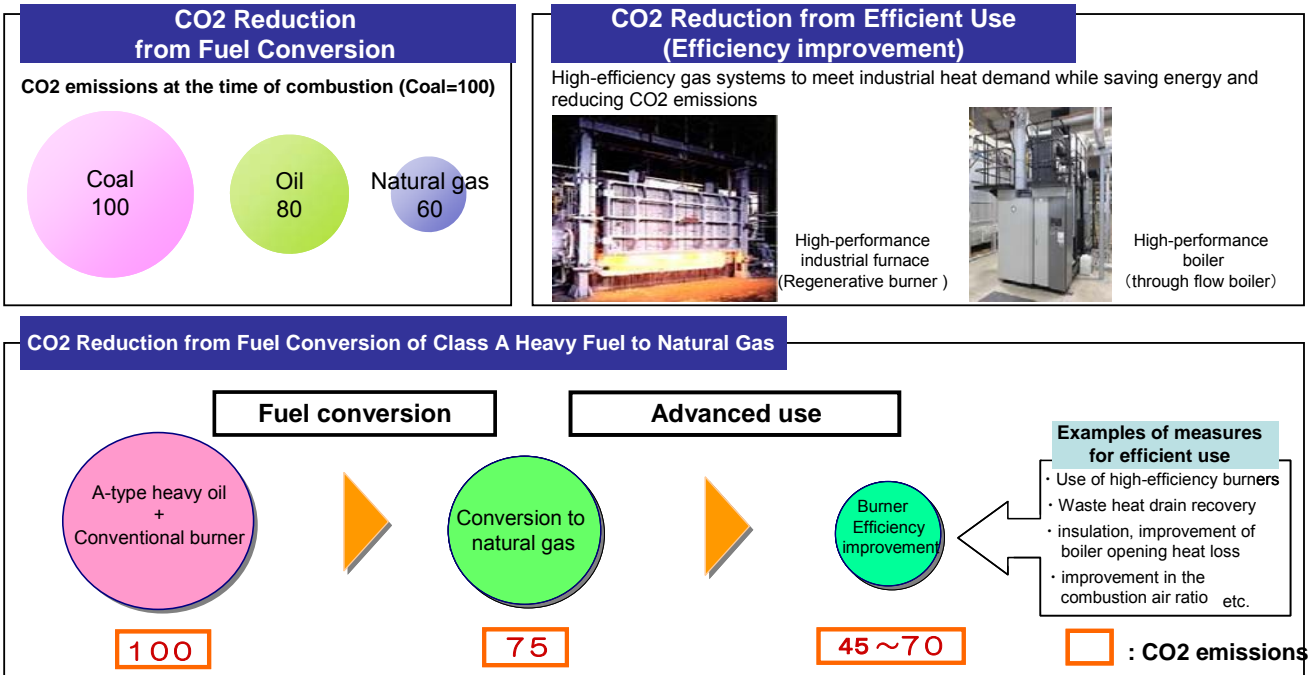 CO2 Reduction
from Fuel Conversion
CO2 emissions at the time of combustion (Coal=100)
Coal
100
Oil
80
Natural gas
60
CO2 Reduction from Efficient Use
(Efficiency improvement)
High-efficiency gas systems to meet industrial heat demand while saving energy and
reducing CO2 emissions
High-performance
industrial furnace
(Regenerative burner )
High-performance
boiler
（through flow boiler）
CO2 Reduction from Fuel Conversion of Class A Heavy Fuel to Natural Gas
Fuel conversion
Advanced use
A-type heavy oil
+
Conventional burner
Conversion to
natural gas
Burner
Efficiency
improvement
Examples of measures
for efficient use
・Use of high-efficiency burners
・Waste heat drain recovery
・insulation, improvement of
boiler opening heat loss
・improvement in the
combustion air ratio etc.
１００
７５
45～７０
: CO2 emissions